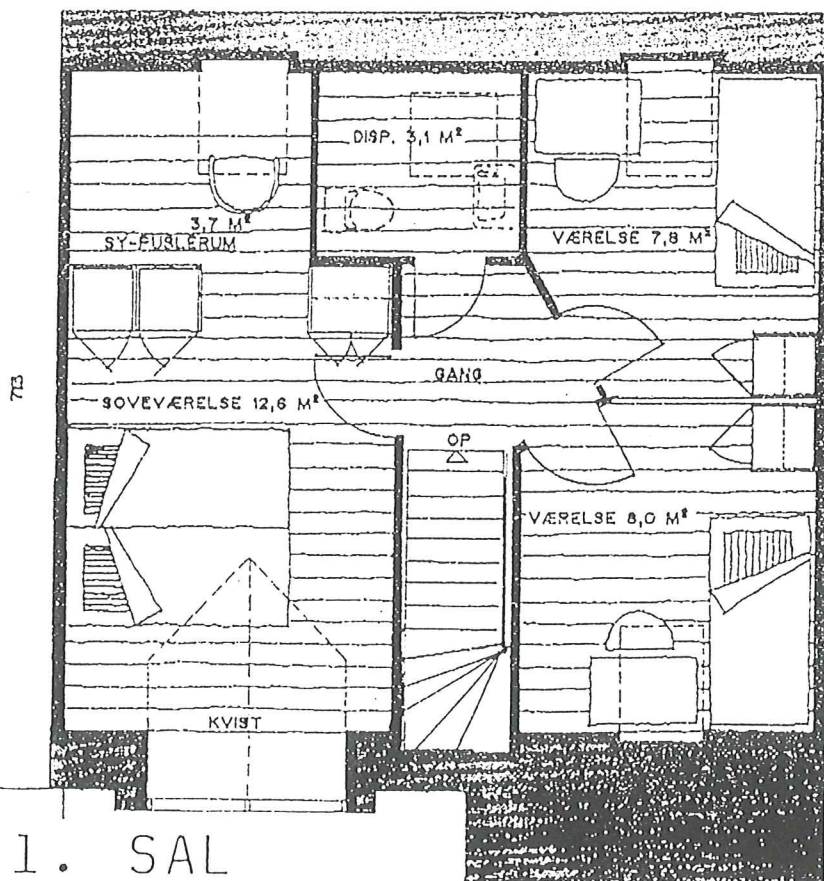 DISP. 3,1 M²
3,7 M²
SY-PUSLERUM
VÆRELSE 7,8 M²
713
GANG
SOVEVÆRELSE 12,6 M²
OP
VÆRELSE 8,0 M²
KVIST
1. SAL